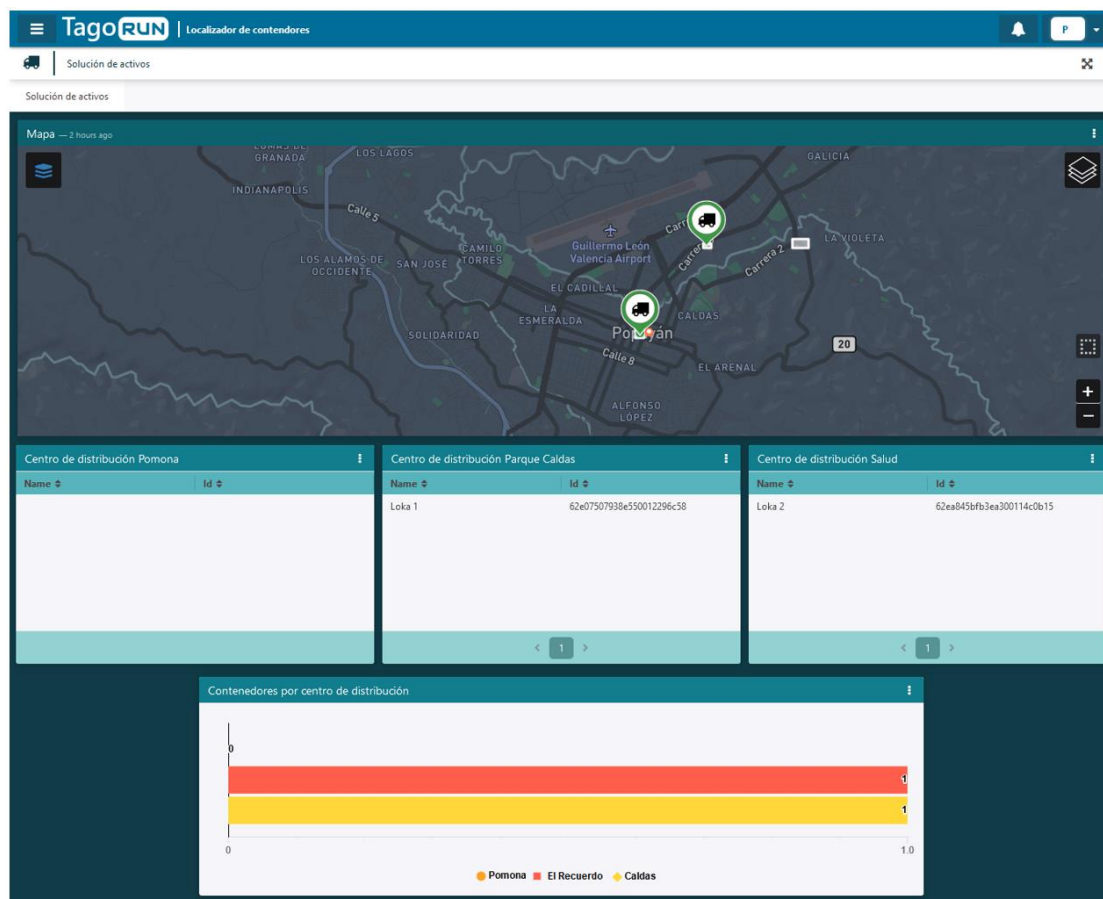 TagoRUN | Localizador de contendores
P
Solución de activos
Solución de activos
Mapa — 2 hours ago
LOMAS DE
GRANADA
LOS LAGOS
GALICIA
INDIANÁPOLIS
Calle 5
Carrera 2
LA VIOLETA
CAMILO
TORRES
Guillermo León
Valencia Airport
LOS ALAMOS DE
OCCIDENTE
SAN JOSÉ
EL CADILLAL
LA
ESMERALDA
CALDAS
SOLIDARIDAD
Calle 8
20
EL ARENAL
ALFONSO
LÓPEZ
+
−
Centro de distribución Pomona
Name Id
Centro de distribución Parque Caldas
Name Id
Loka 1 62e07507938e550012296c58
< 1 >
Centro de distribución Salud
Name Id
Loka 2 62ea845bfb3ea300114c0b15
< 1 >
Contenedores por centro de distribución
0
1
1
0 1.0
Pomona El Recuerdo Caldas